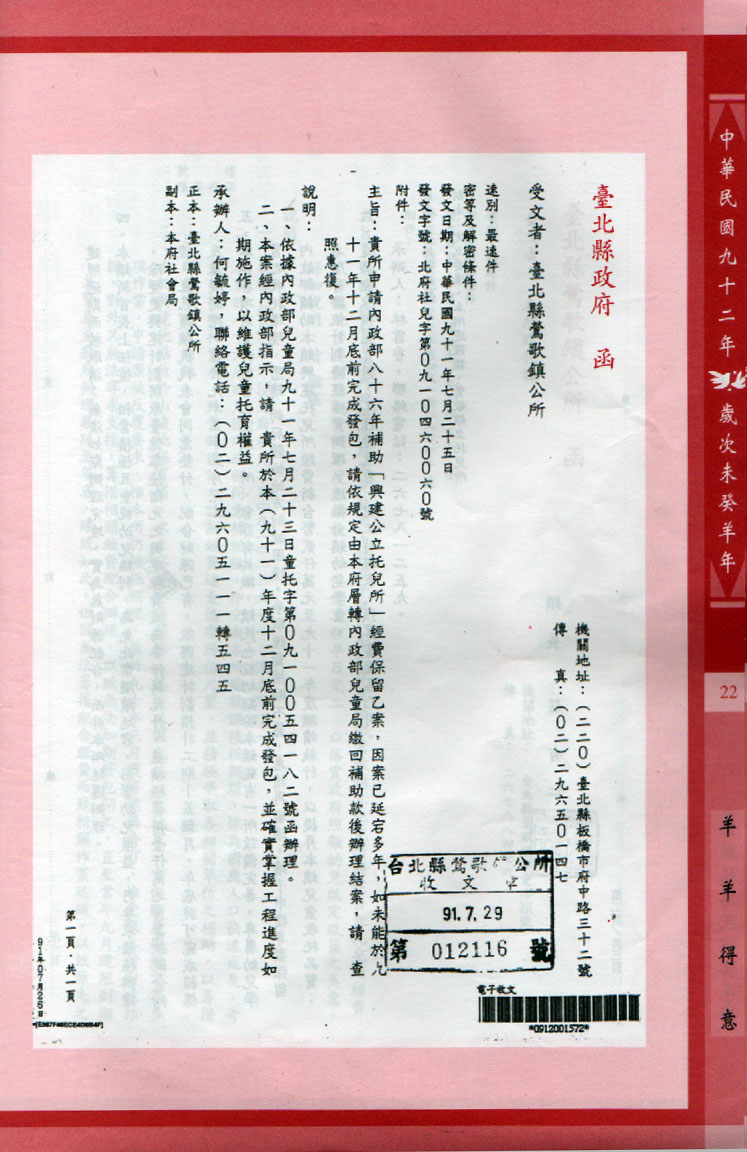 中華民國九十二年 歲次未癸羊年
22
羊羊得意
臺北縣政府 函
機關地址：(二二0)臺北縣板橋市府中路三十二號
傳 真：(0二)二九六五0一四七
受文者：臺北縣鶯歌鎮公所
速別：最速件
密等及解密條件：
發文日期：中華民國九十一年七月二十五日
發文字號：北府社兒字第0九一0四六00六0號
附件：
主旨：貴所申請內政部八十六年補助「興建公立托兒所」經費保留乙案，因案已延宕多年，如未能於九
十一年十二月底前完成發包，請依規定由本府層轉內政部兒童局繳回補助款後辦理結案，請 查
照惠復。
說明：
一、依據內政部兒童局九十一年七月二十三日童托字第0九一00五四一八二號函辦理。
二、本案經內政部指示，請 貴所於本(九十一)年度十二月底前完成發包，並確實掌握工程進度如
期施作，以維護兒童托育權益。
承辦人：何毓婷，聯絡電話：(0二)二九六0五一一一轉五四五
正本：臺北縣鶯歌鎮公所
副本：本府社會局
台北縣鶯歌 公所
收文
91.7.29
第 012116 號
電子收文
*0912001572*
第一頁．共一頁
91年07月26日